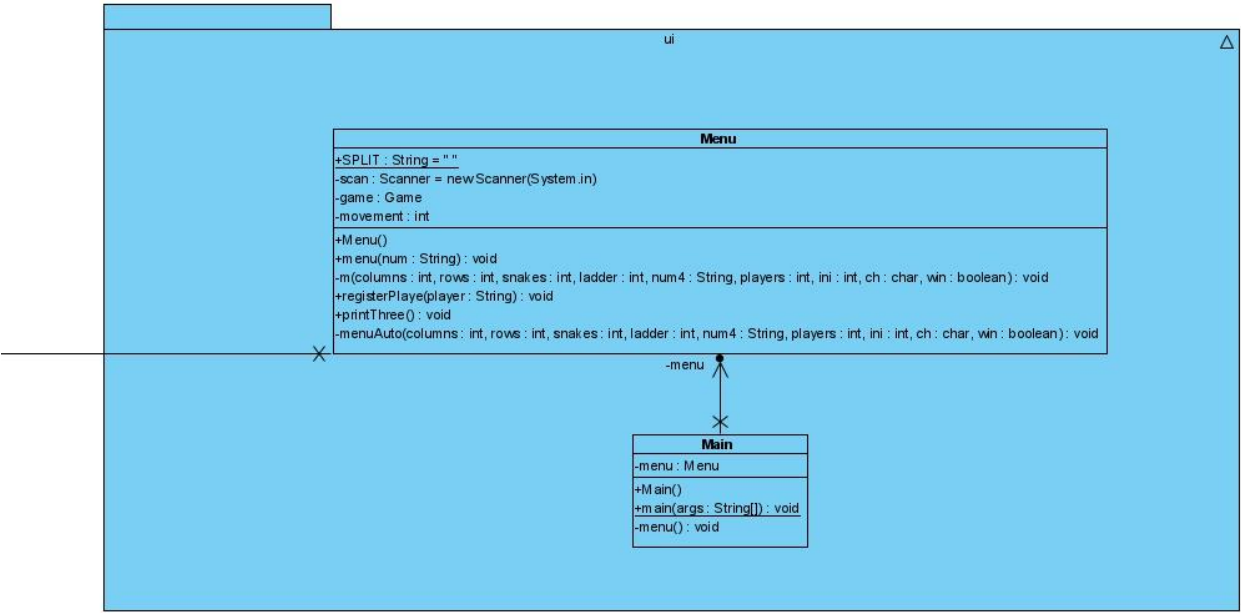 ui
Menu
+SPLIT : String = " "
-scan : Scanner = new Scanner(System.in)
-game : Game
-movement : int
+Menu()
+menu(num : String) : void
-m(columns : int, rows : int, snakes : int, ladder : int, num4 : String, players : int, ini : int, ch : char, win : boolean) : void
+registerPlaye(player : String) : void
+printThree() : void
-menuAuto(columns : int, rows : int, snakes : int, ladder : int, num4 : String, players : int, ini : int, ch : char, win : boolean) : void
-menu
Main
-menu : Menu
+Main()
+main(args : String[]) : void
-menu() : void